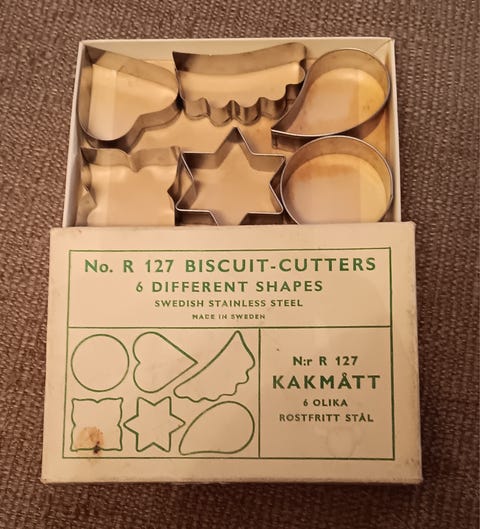 No. R 127 BISCUIT-CUTTERS
6 DIFFERENT SHAPES
SWEDISH STAINLESS STEEL
MADE IN SWEDEN
N:r R 127
KAKMÅTT
6 OLIKA
ROSTFRITT STÅL